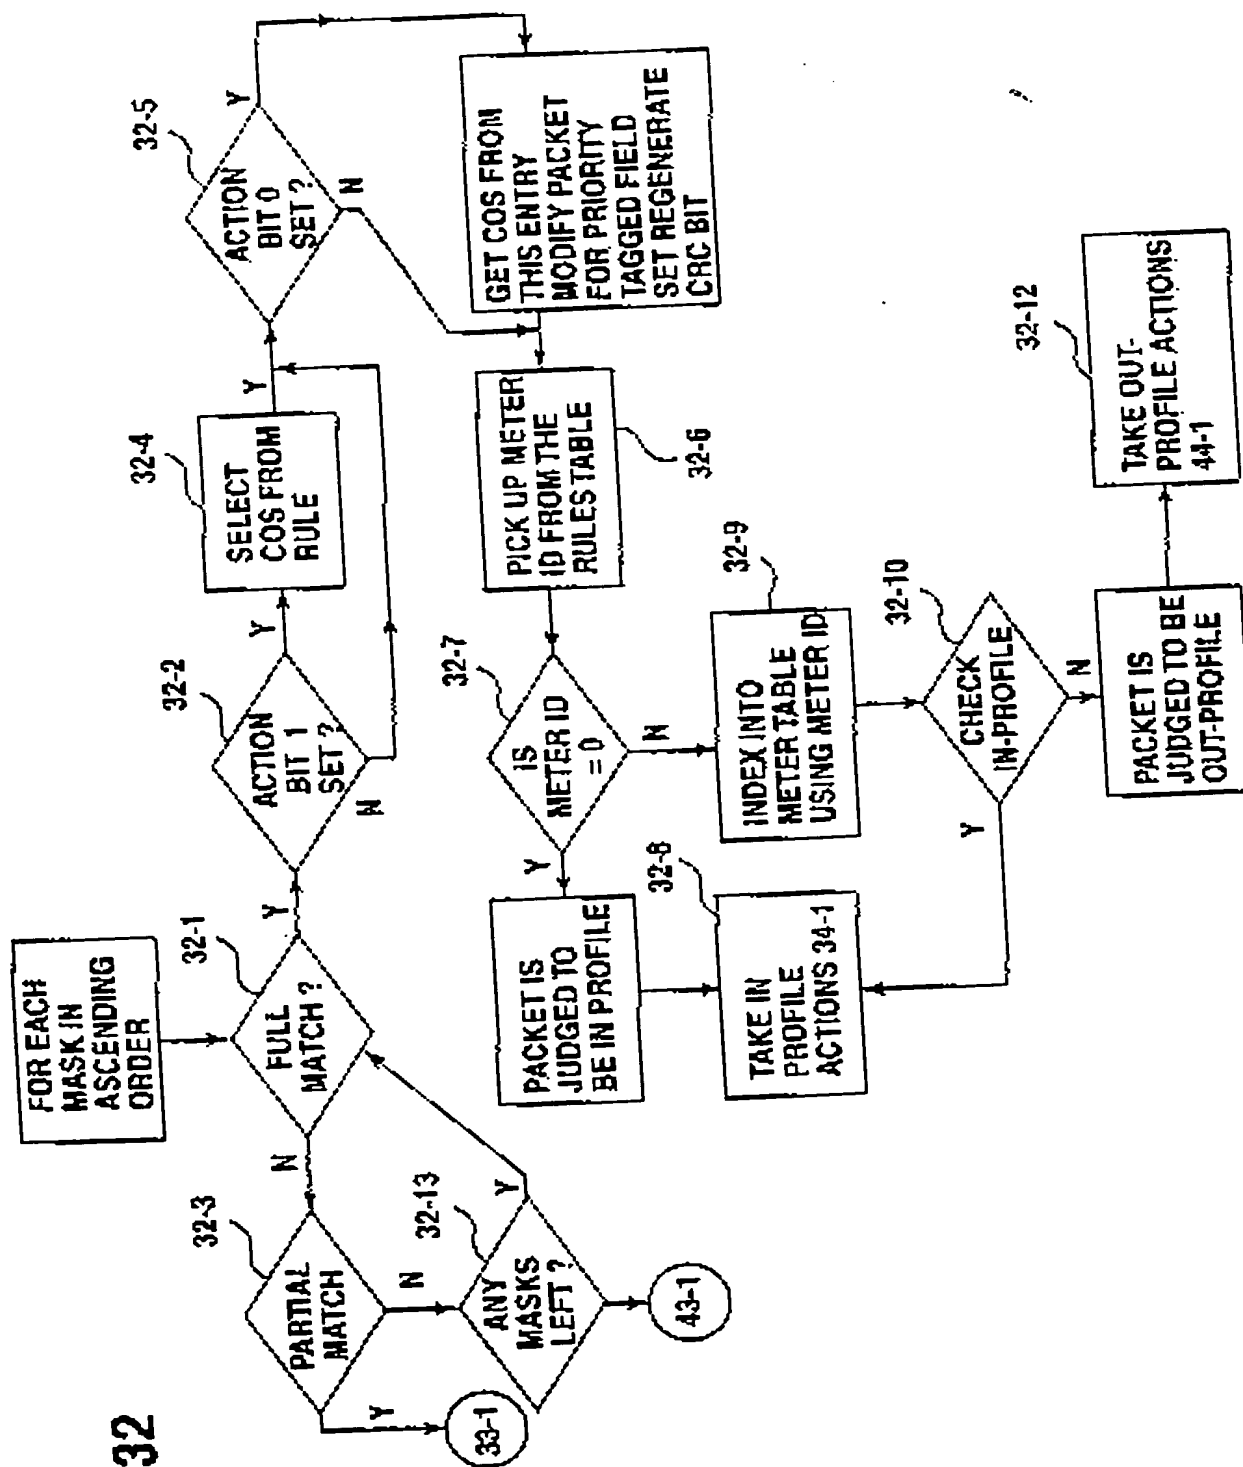 32
FOR EACH
MASK IN
ASCENDING
ORDER
32-1
FULL
MATCH ?
Y
N
32-3
PARTIAL
MATCH
Y
N
33-1
32-13
ANY
MASKS
LEFT ?
Y
43-1
32-2
ACTION
BIT 1
SET ?
Y
N
32-4
SELECT
COS FROM
RULE
Y
32-5
ACTION
BIT 0
SET ?
Y
N
GET COS FROM
THIS ENTRY
MODIFY PACKET
FOR PRIORITY
TAGGED FIELD
SET REGENERATE
CRC BIT
PICK UP METER
ID FROM THE
RULES TABLE
32-6
32-7
IS
METER ID
= 0
Y
N
PACKET IS
JUDGED TO
BE IN PROFILE
32-8
TAKE IN
PROFILE
ACTIONS 34-1
32-9
INDEX INTO
METER TABLE
USING METER ID
32-10
CHECK
IN-PROFILE
Y
N
PACKET IS
JUDGED TO BE
OUT-PROFILE
32-12
TAKE OUT-
PROFILE ACTIONS
44-1